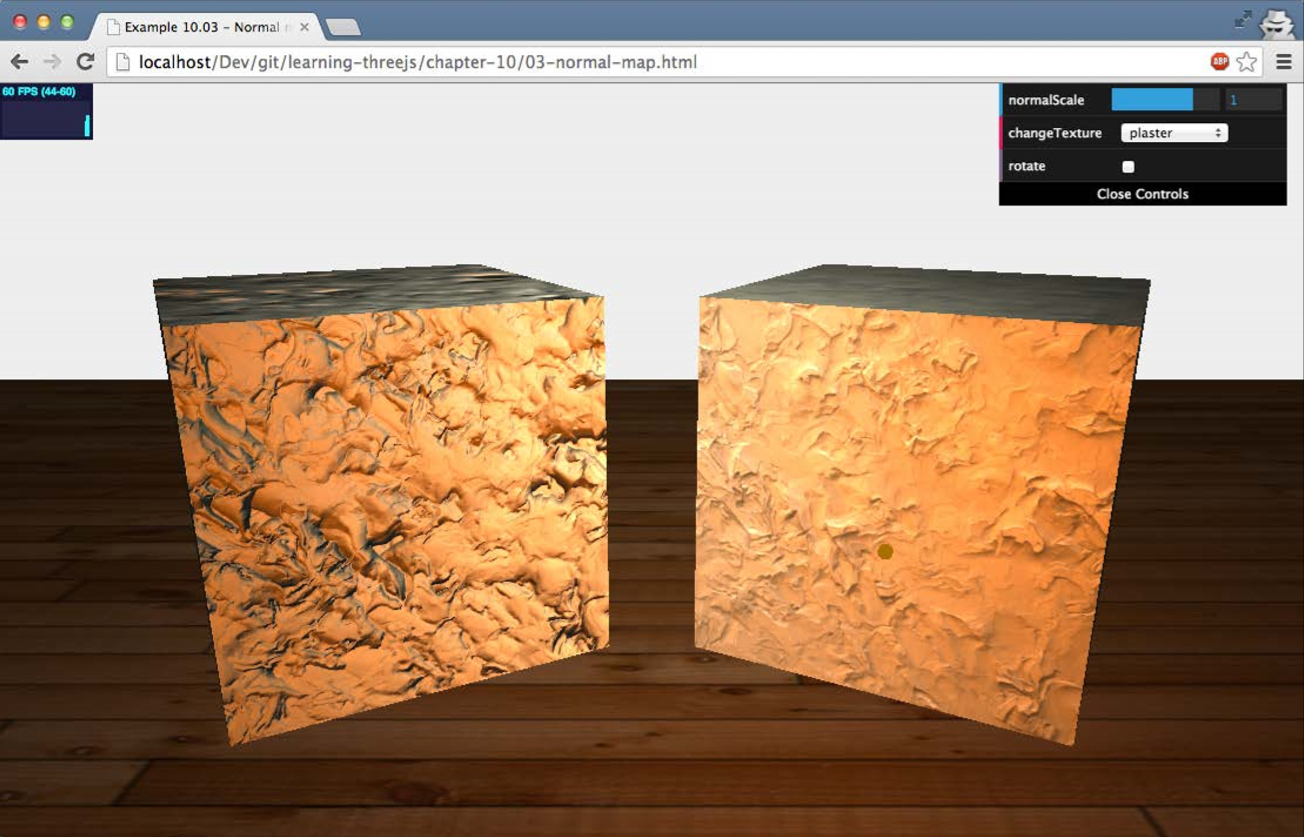 Example 10.03 – Normal
localhost/Dev/git/learning-threejs/chapter-10/03-normal-map.html
ABP
60 FPS (44-60)
normalScale 1
changeTexture plaster
rotate
Close Controls